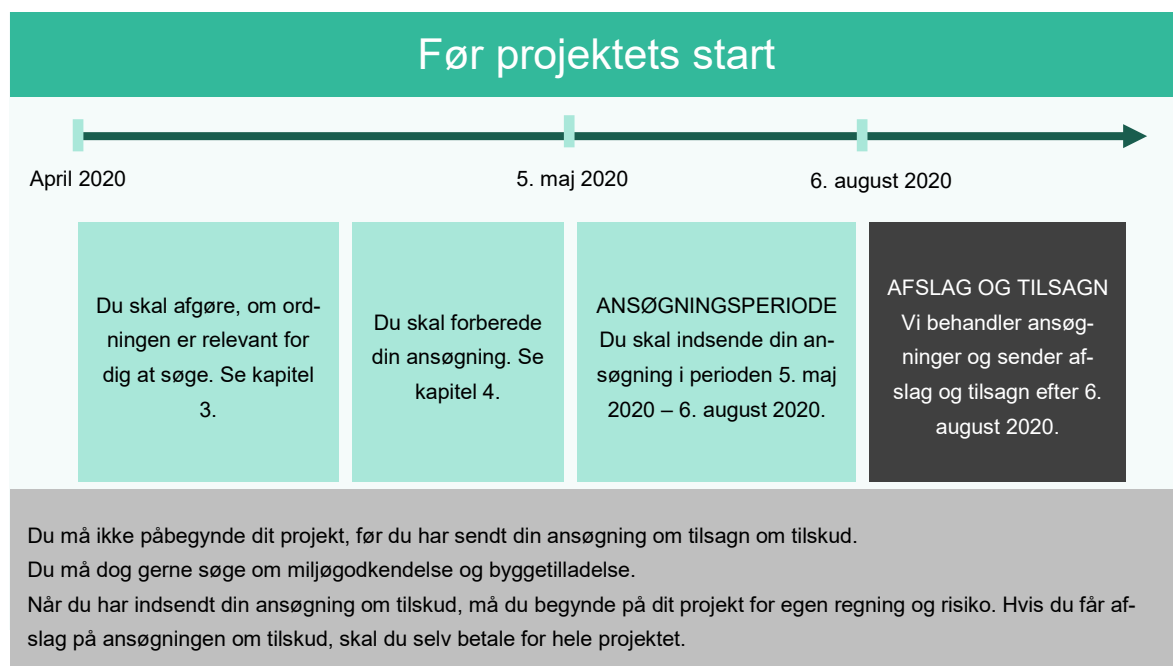 Før projektets start
April 2020
5. maj 2020
6. august 2020
Du skal afgøre, om ord-
ningen er relevant for
dig at søge. Se kapitel
3.
Du skal forberede
din ansøgning. Se
kapitel 4.
ANSØGNINGSPERIODE
Du skal indsende din an-
søgning i perioden 5. maj
2020 – 6. august 2020.
AFSLAG OG TILSAGN
Vi behandler ansøg-
ninger og sender af-
slag og tilsagn efter 6.
august 2020.
Du må ikke påbegynde dit projekt, før du har sendt din ansøgning om tilsagn om tilskud.
Du må dog gerne søge om miljøgodkendelse og byggetilladelse.
Når du har indsendt din ansøgning om tilskud, må du begynde på dit projekt for egen regning og risiko. Hvis du får af-
slag på ansøgningen om tilskud, skal du selv betale for hele projektet.